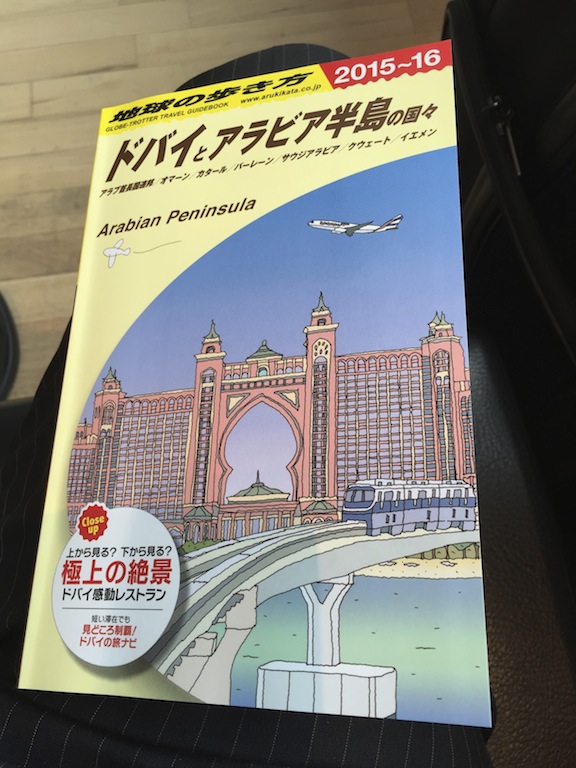 地球の歩き方
GLOBE-TROTTER TRAVEL GUIDEBOOK
www.arukikata.co.jp
2015~16
ドバイとアラビア半島の国々
アラブ首長国連邦/オマーン/カタール/バーレーン/サウジアラビア/クウェート/イエメン
Arabian Peninsula
Close up
上から見る? 下から見る?
極上の絶景
ドバイ感動レストラン
短い滞在でも
見どころ制覇!
ドバイの旅ナビ